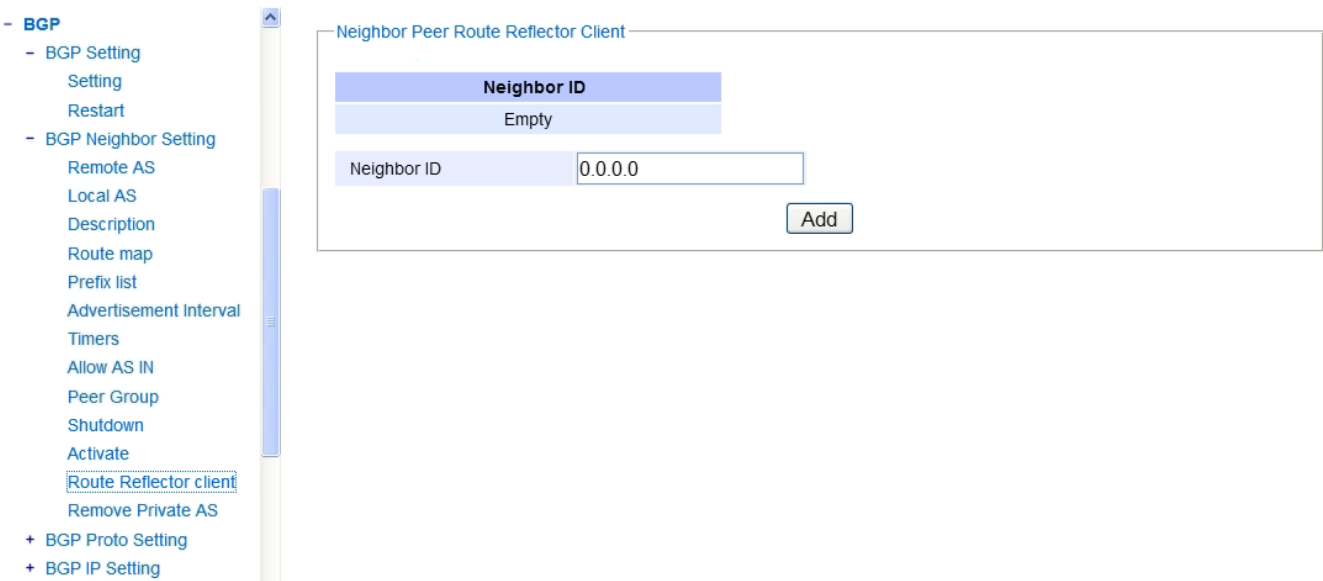 BGP
BGP Setting
Setting
Restart
BGP Neighbor Setting
Remote AS
Local AS
Description
Route map
Prefix list
Advertisement Interval
Timers
Allow AS IN
Peer Group
Shutdown
Activate
Route Reflector client
Remove Private AS
BGP Proto Setting
BGP IP Setting
Neighbor Peer Route Reflector Client
Neighbor ID
Empty
Neighbor ID 0.0.0.0
Add